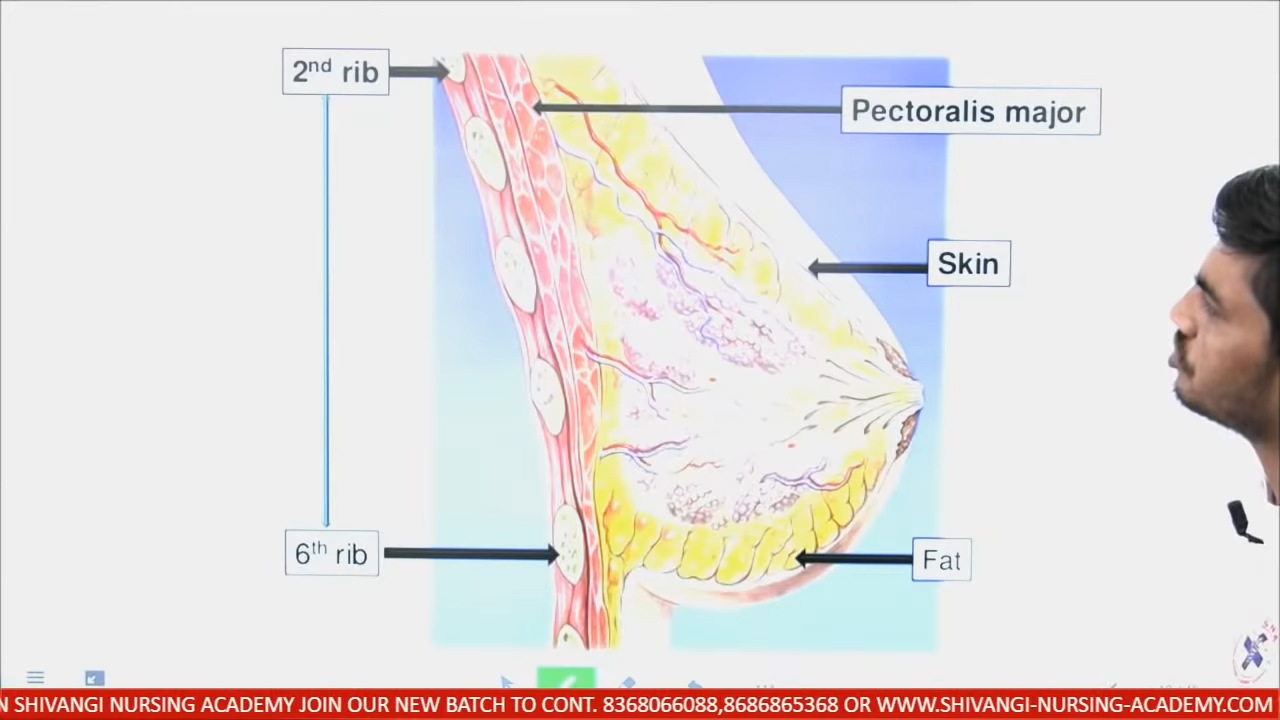 2nd rib
Pectoralis major
Skin
6th rib
Fat
N SHIVANGI NURSING ACADEMY JOIN OUR NEW BATCH TO CONT. 8368066088,8686865368 OR WWW.SHIVANGI-NURSING-ACADEMY.COM